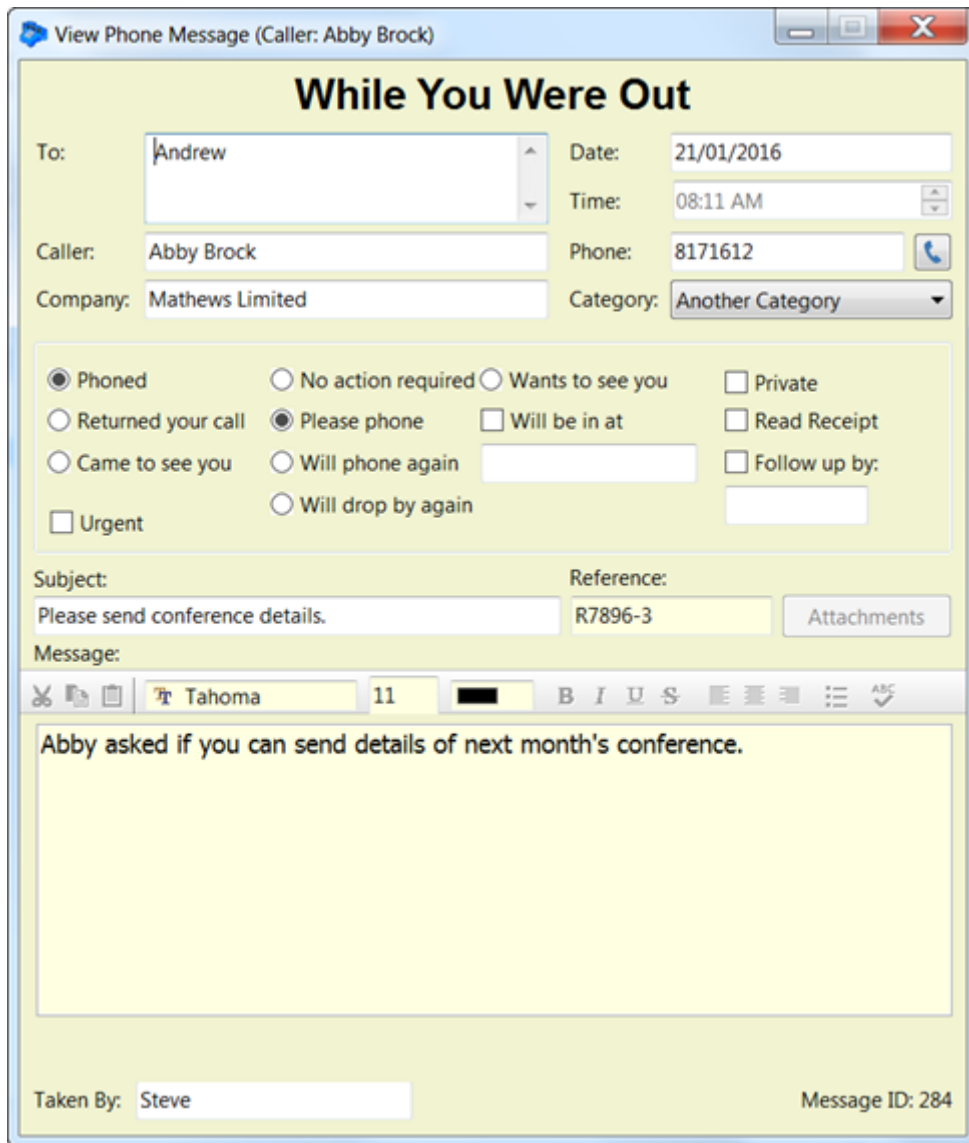 View Phone Message (Caller: Abby Brock)
While You Were Out
To: Andrew Date: 21/01/2016
Time: 08:11 AM
Caller: Abby Brock Phone: 8171612
Company: Mathews Limited Category: Another Category
Phoned No action required Wants to see you Private
Returned your call Please phone Will be in at Read Receipt
Came to see you Will phone again Follow up by:
Will drop by again
Urgent
Subject: Reference:
Please send conference details. R7896-3 Attachments
Message:
Tahoma 11 B I U S ABC
Abby asked if you can send details of next month's conference.
Taken By: Steve Message ID: 284